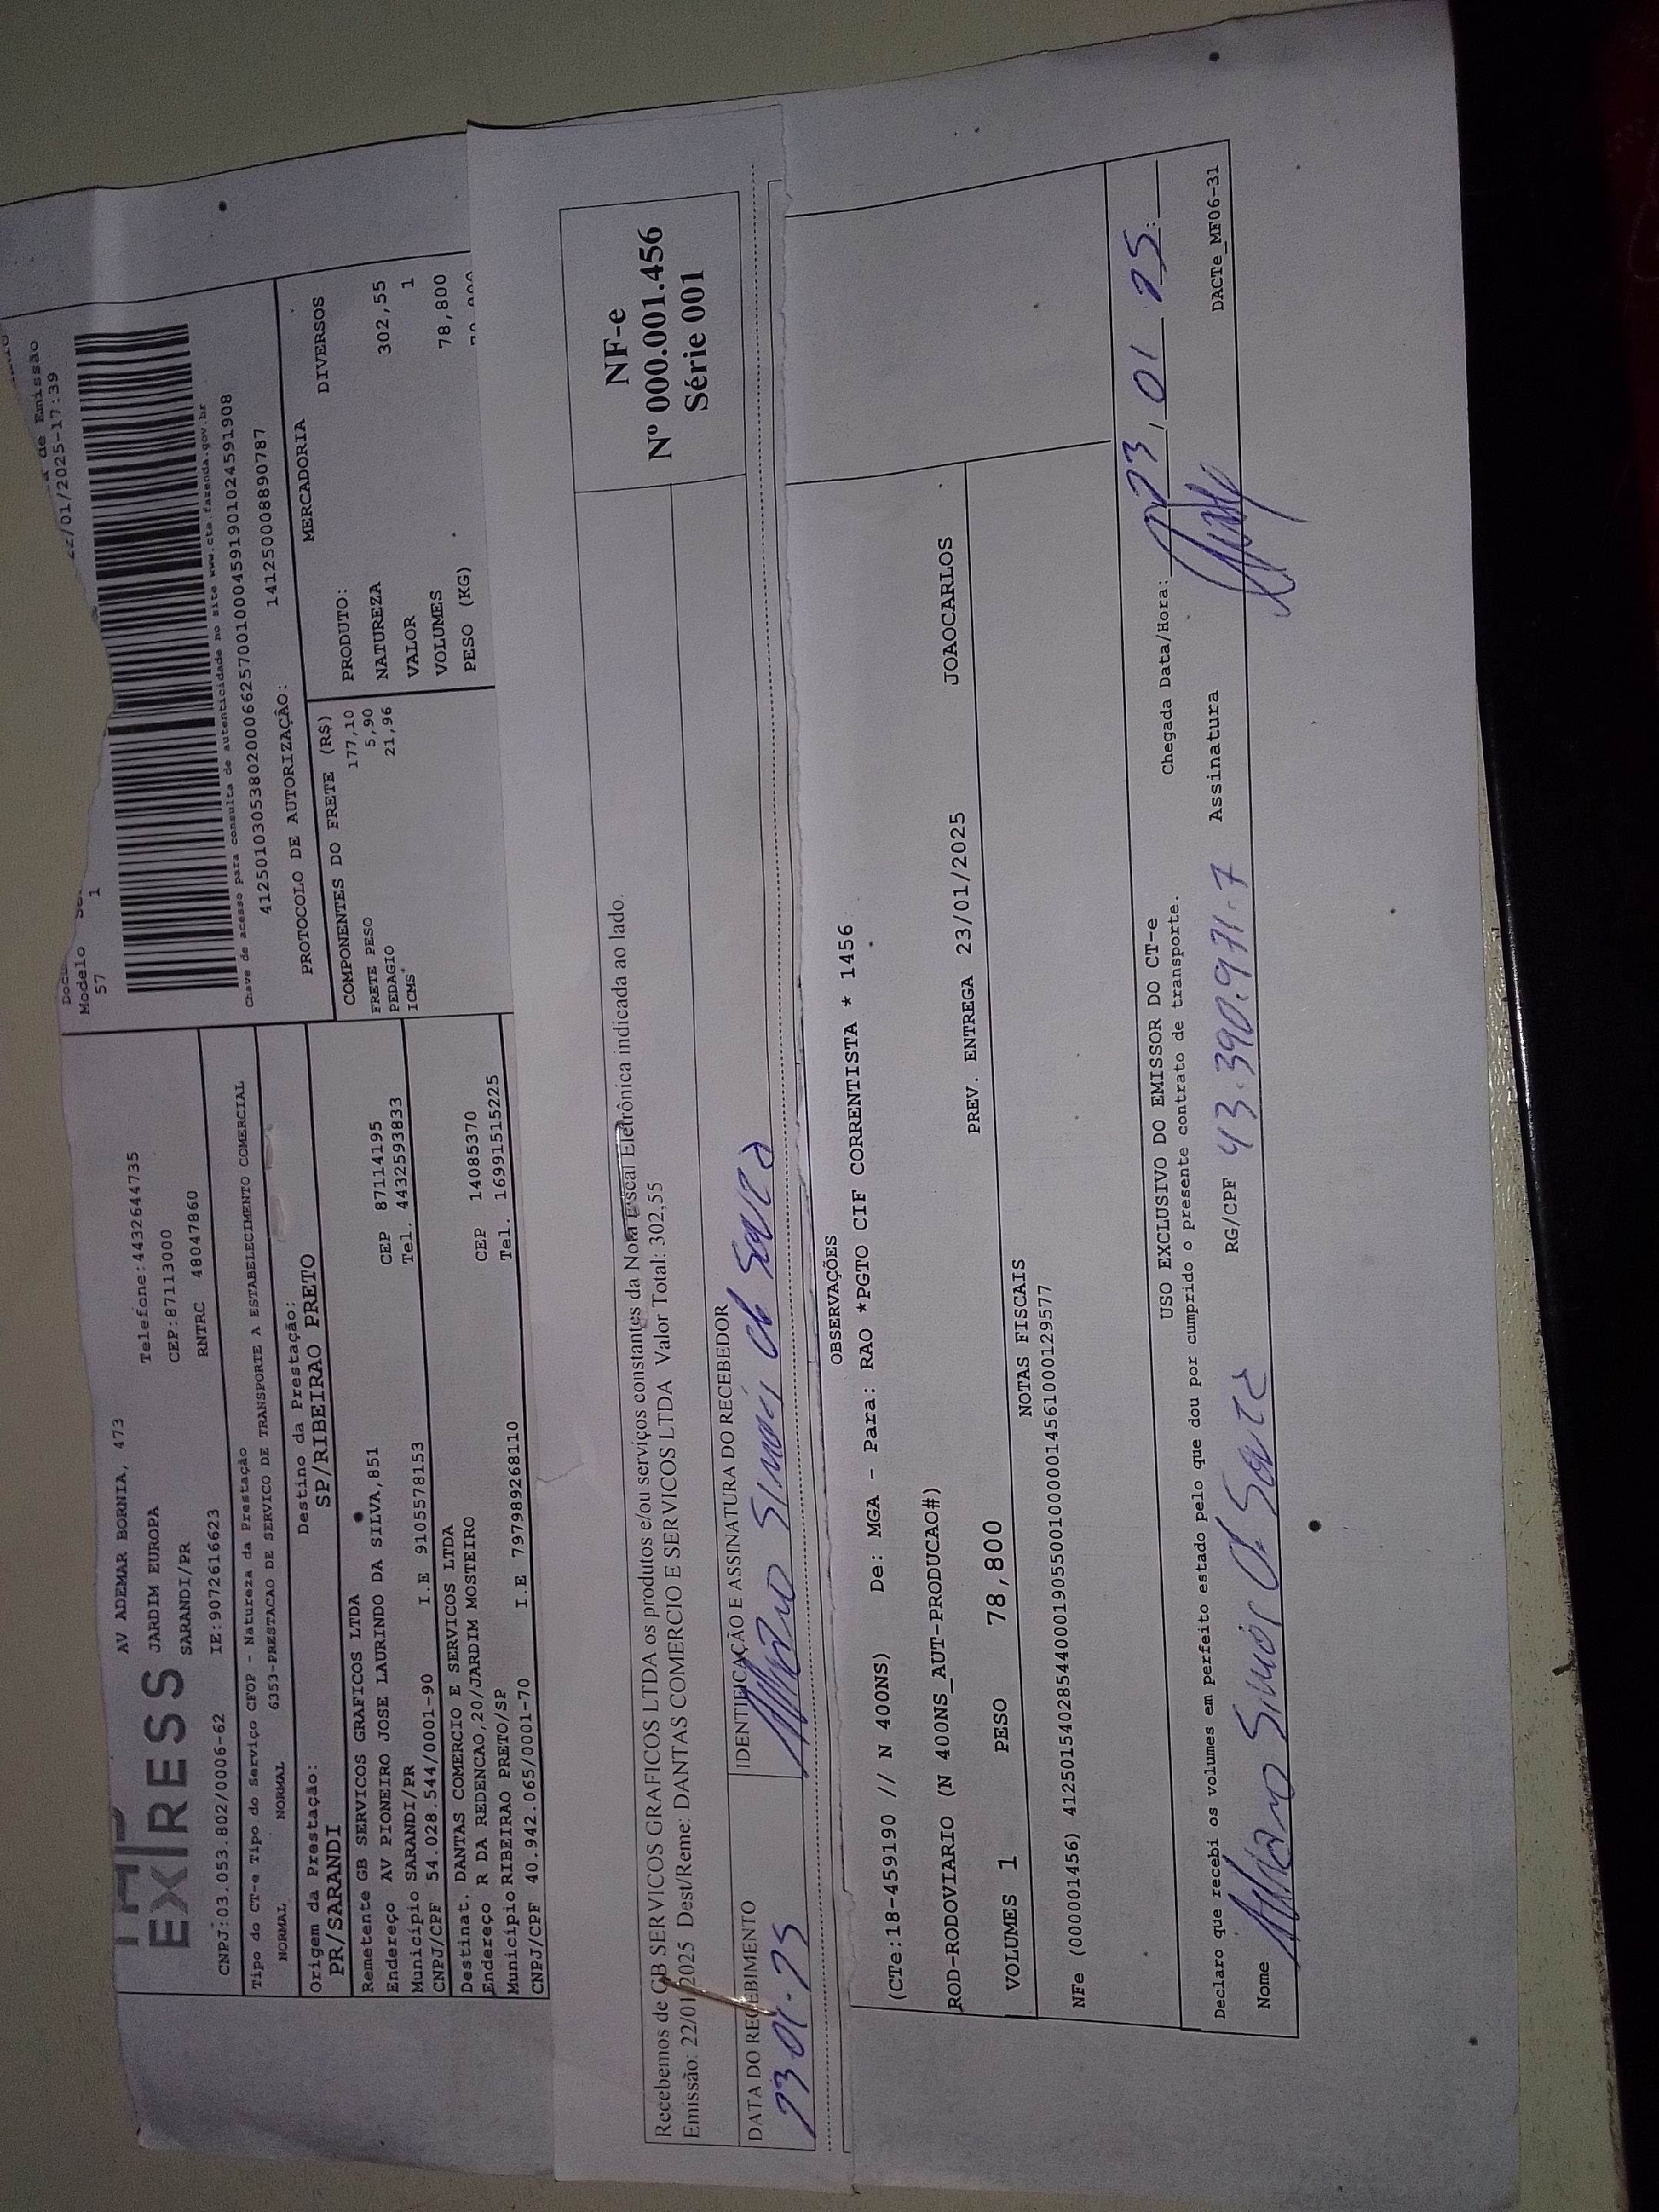 EX|RESS
AV ADEMAR BORNIA, 473
JARDIM EUROPA
SARANDI/PR
Telefone:4432644735
CEP:87113000
RNTRC 48047860
CNPJ:03.053.802/0006-62 IE:9072616623
Modelo
57 1
de Emissão
22/01/2025-17:39
Chave de acesso para consulta de autenticidade no site www.cte.fazenda.gov.br
41250103053802000662570010004591901024591908
PROTOCOLO DE AUTORIZAÇÃO: 141250008890787
Tipo do CT-e Tipo do Serviço CFOP - Natureza da Prestação
NORMAL NORMAL 6353-PRESTACAO DE SERVICO DE TRANSPORTE A ESTABELECIMENTO COMERCIAL
Origem da Prestação: Destino da Prestação:
PR/SARANDI SP/RIBEIRAO PRETO
Remetente GB SERVICOS GRAFICOS LTDA
Endereço AV PIONEIRO JOSE LAURINDO DA SILVA,851 CEP 87114195
Município SARANDI/PR Tel. 443259383​3
CNPJ/CPF 54.028.544/0001-90 I.E 9105578153
Destinat. DANTAS COMERCIO E SERVICOS LTDA
Endereço R DA REDENCAO,20/JARDIM MOSTEIRO CEP 14085370
Município RIBEIRAO PRETO/SP Tel. 16991515225
CNPJ/CPF 40.942.065/0001-70 I.E 797989268110
COMPONENTES DO FRETE (R$)
FRETE PESO 177,10
PEDAGIO 5,90
ICMS 21,96
MERCADORIA
PRODUTO: DIVERSOS
NATUREZA
VALOR 302,55
VOLUMES 1
PESO (KG) 78,800
Recebemos de GB SERVICOS GRAFICOS LTDA os produtos e/ou serviços constantes da Nota Fiscal Eletrônica indicada ao lado.
Emissão: 22/01/2025 Dest/Reme: DANTAS COMERCIO E SERVICOS LTDA Valor Total: 302,55
DATA DO RECEBIMENTO IDENTIFICAÇÃO E ASSINATURA DO RECEBEDOR
23-01-25
NF-e
Nº 000.001.456
Série 001
OBSERVAÇÕES
(CTe:18-459190 // N 400NS) De: MGA - Para: RAO *PGTO CIF CORRENTISTA * 1456
ROD-RODOVIARIO (N 400NS_AUT-PRODUCAO#)
PREV. ENTREGA 23/01/2025 JOAOCARLOS
VOLUMES 1 PESO 78,800
NOTAS FISCAIS
NFe (00001456) 41250154028544000190550010000014561000129577
USO EXCLUSIVO DO EMISSOR DO CT-e
Declaro que recebi os volumes em perfeito estado pelo que dou por cumprido o presente contrato de transporte.
Chegada Data/Hora: 23/01/25 :
Nome RG/CPF 43.390.971-7 Assinatura
DACTe_MF06-31